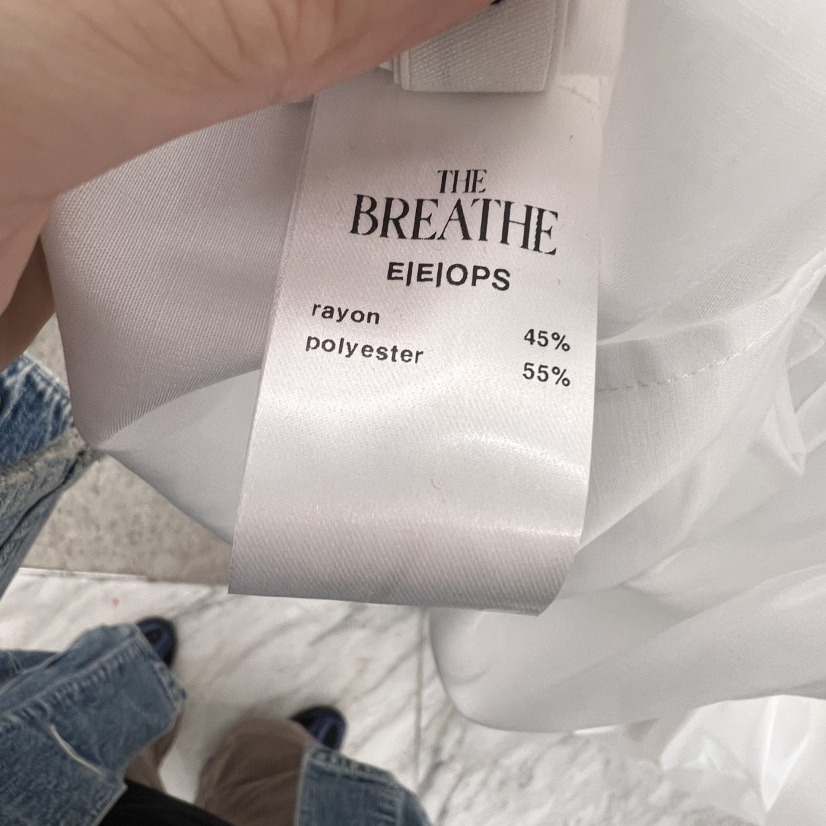 THE
BREATHE
E|E|OPS
rayon 45%
polyester 55%